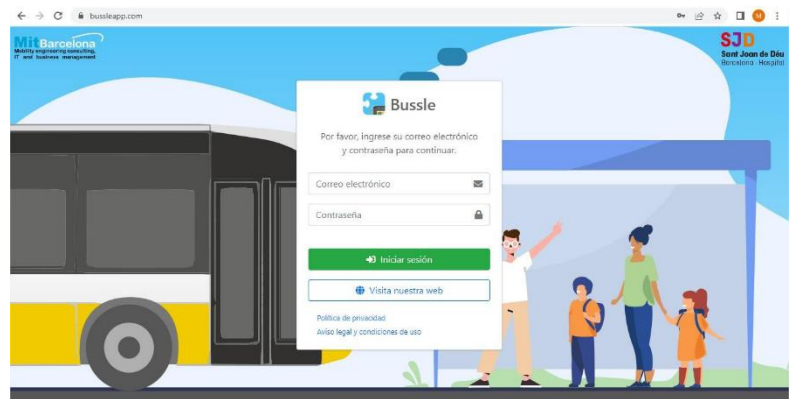 bussleapp.com
M
MitBarcelona
Mobility engineering consulting,
IT and business management
SJD
Sant Joan de Déu
Barcelona · Hospital
Bussle
Por favor, ingrese su correo electrónico
y contraseña para continuar.
Correo electrónico
Contraseña
Iniciar sesión
Visita nuestra web
Política de privacidad
Aviso legal y condiciones de uso